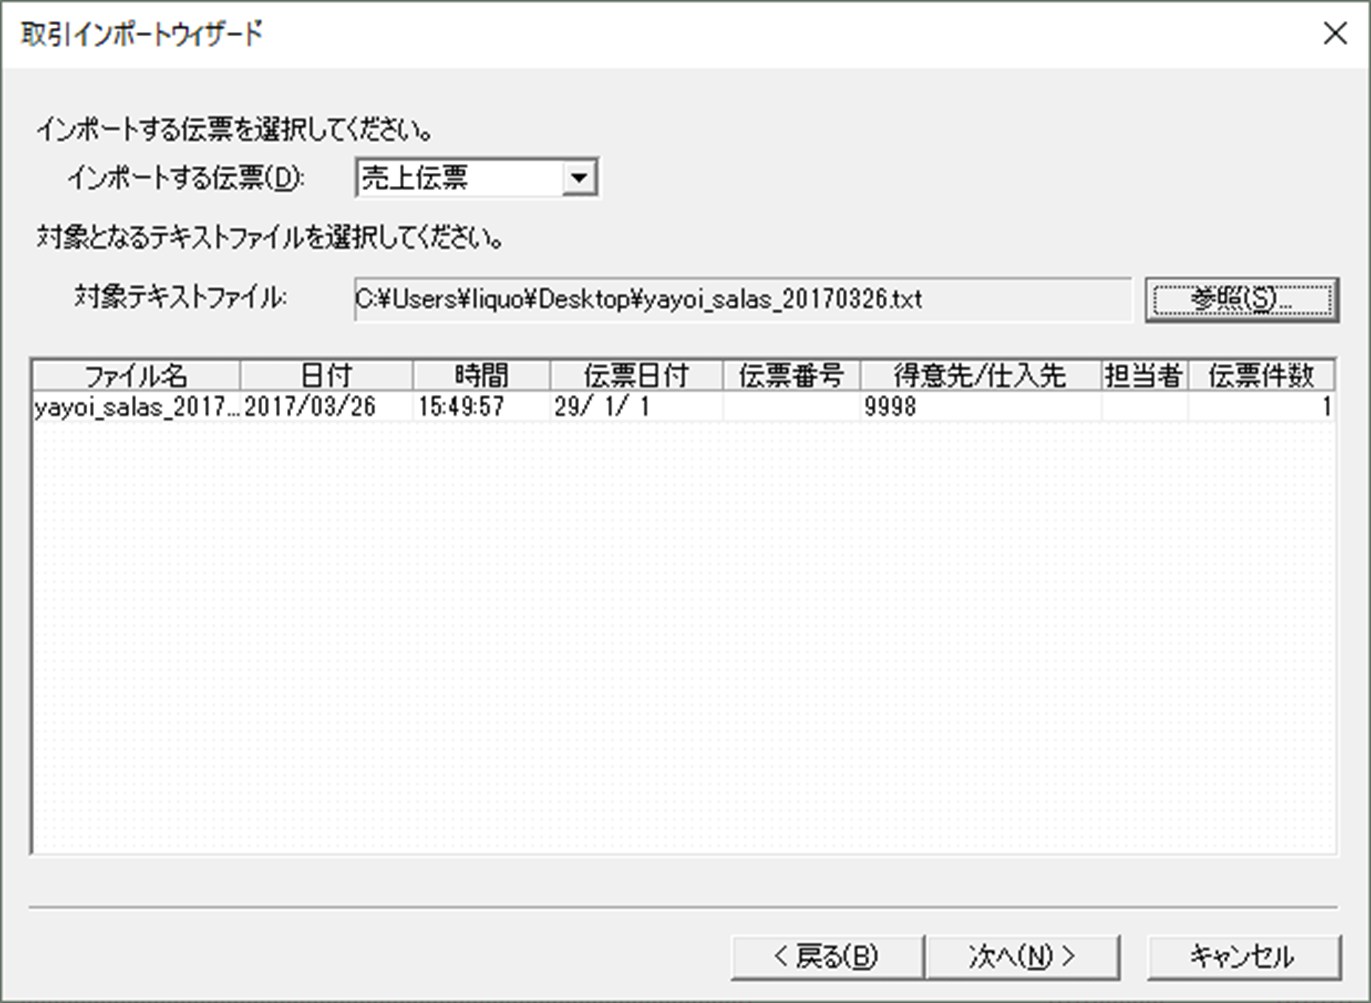 取引インポートウィザード
インポートする伝票を選択してください。
インポートする伝票(D): 売上伝票
対象となるテキストファイルを選択してください。
対象テキストファイル: C:¥Users¥liquo¥Desktop¥yayoi_salas_20170326.txt 参照(S)...
ファイル名 日付 時間 伝票日付 伝票番号 得意先/仕入先 担当者 伝票件数
yayoi_salas_2017... 2017/03/26 15:49:57 29/ 1/ 1 9998 1
< 戻る(B) 次へ(N) > キャンセル